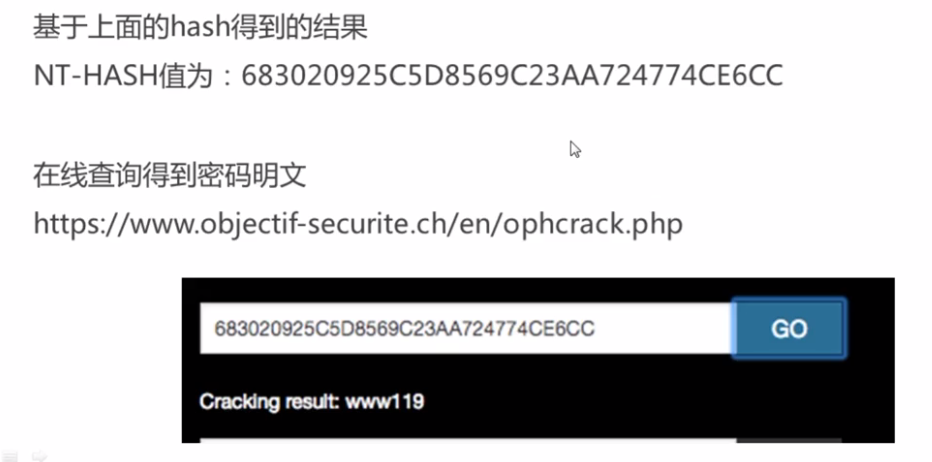 基于上面的hash得到的结果
NT-HASH值为：683020925C5D8569C23AA724774CE6CC
在线查询得到密码明文
https://www.objectif-securite.ch/en/ophcrack.php
683020925C5D8569C23AA724774CE6CC GO
Cracking result: www119